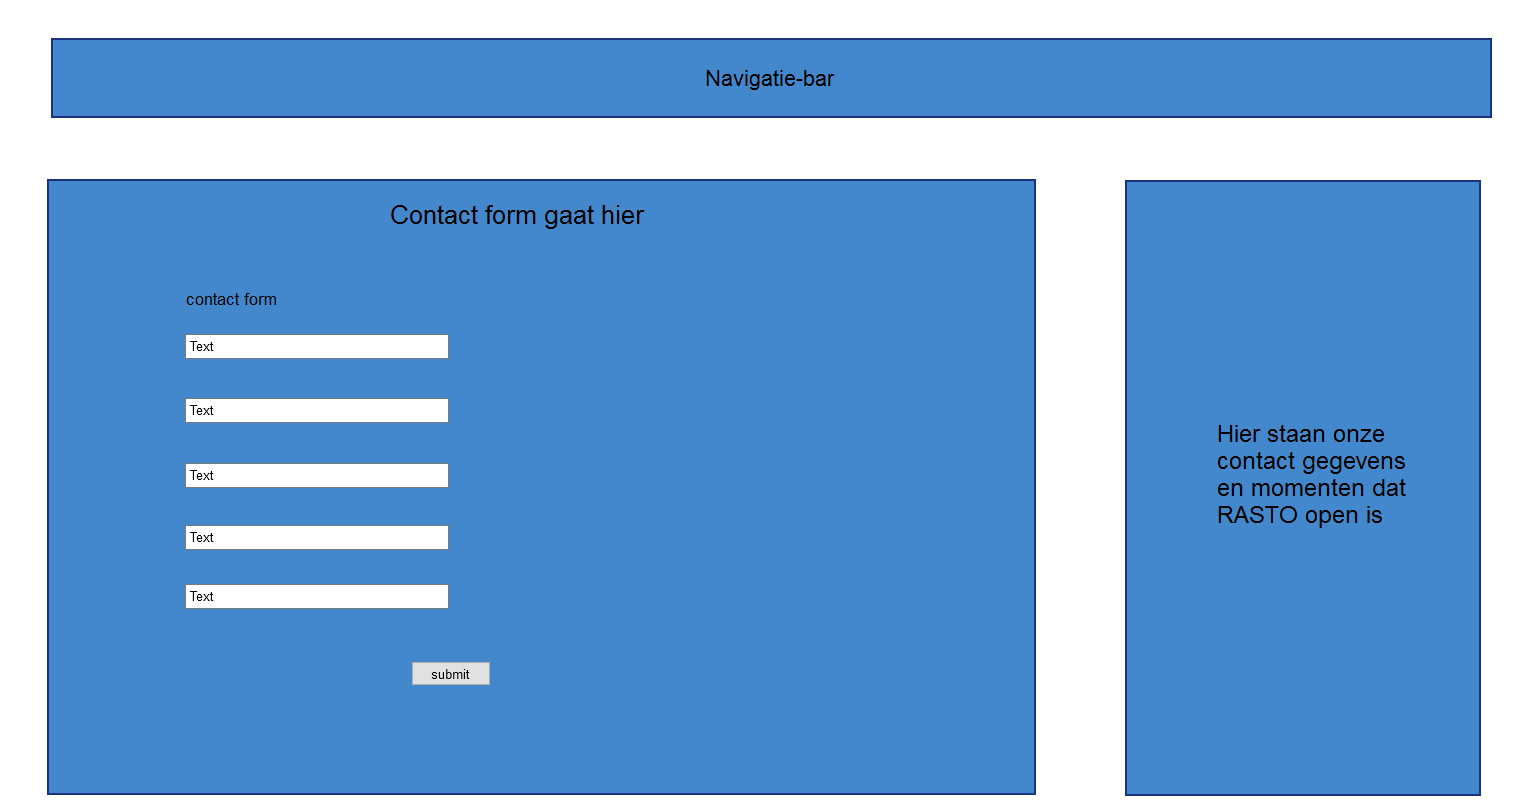 Navigatie-bar
Contact form gaat hier
contact form
Text
Text
Text
Text
Text
submit
Hier staan onze
contact gegevens
en momenten dat
RASTO open is